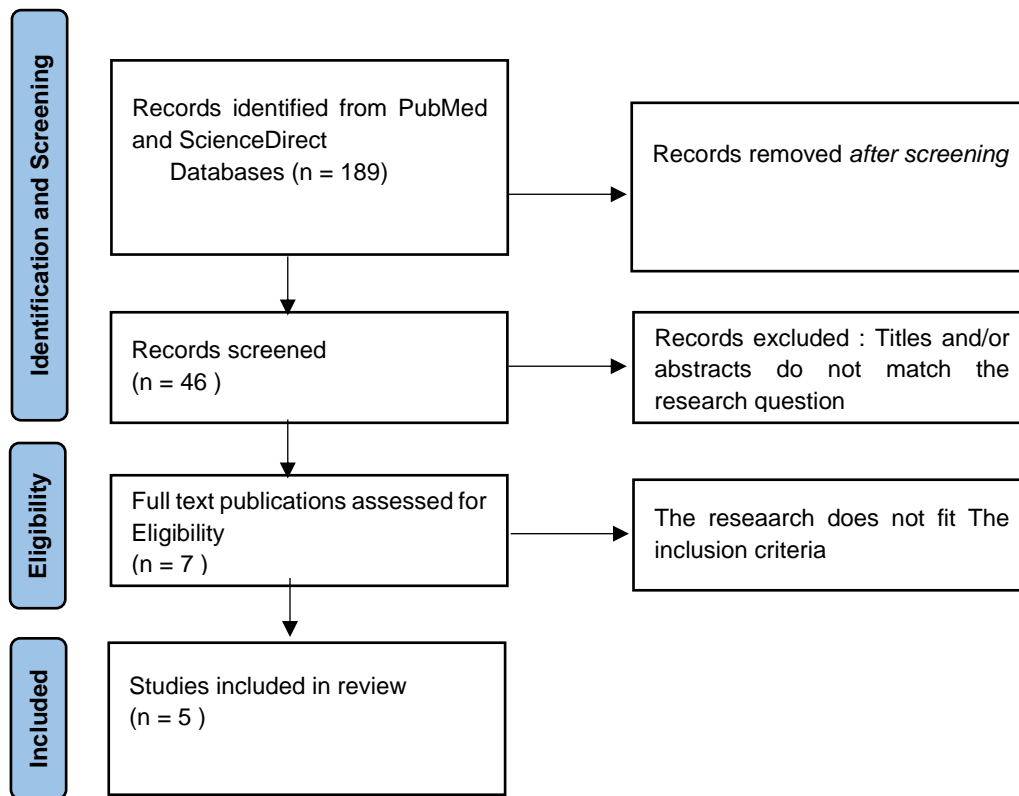 Identification and Screening
Records identified from PubMed
and ScienceDirect
Databases (n = 189)
Records removed after screening
Records screened
(n = 46 )
Records excluded : Titles and/or
abstracts do not match the
research question
Eligibility
Full text publications assessed for
Eligibility
(n = 7 )
The reseaarch does not fit The
inclusion criteria
Included
Studies included in review
(n = 5 )